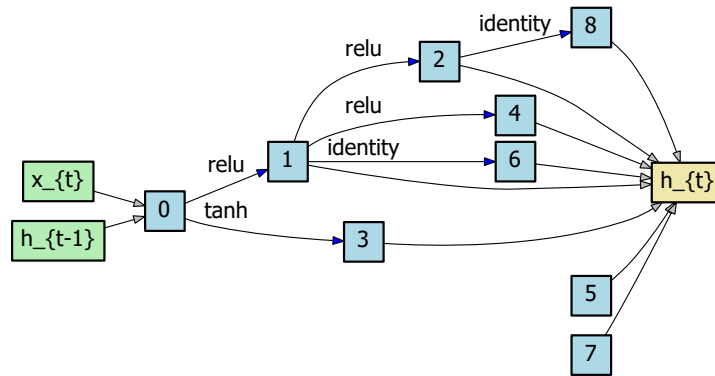 identity
8
relu
2
relu
4
1
identity
6
relu
x_{t}
h_{t}
0
tanh
h_{t-1}
3
5
7